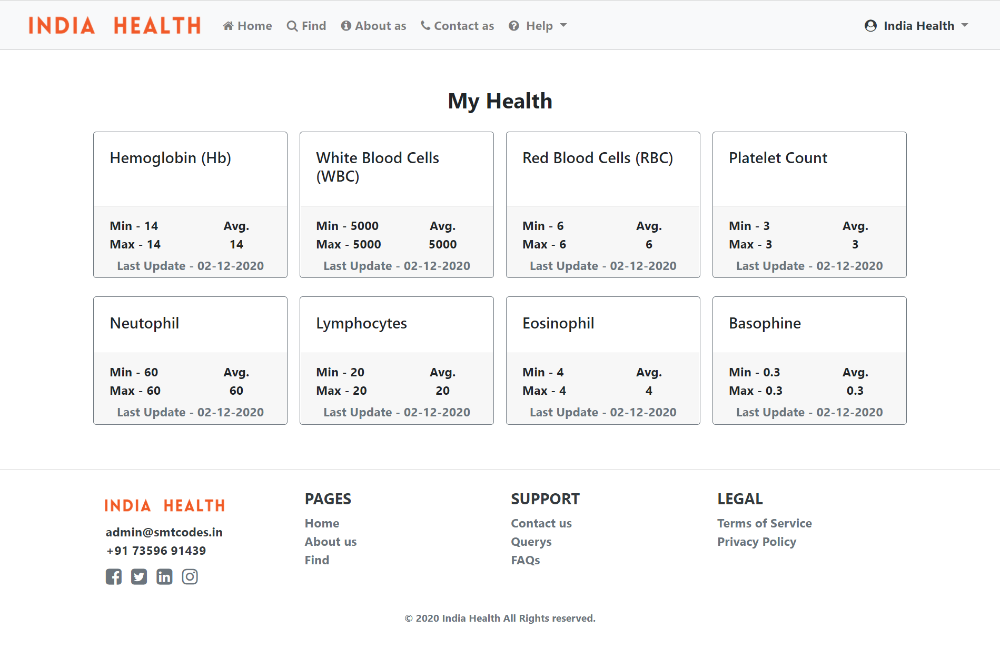 INDIA HEALTH Home Find About as Contact as Help India Health
My Health
Hemoglobin (Hb)
Min - 14 Avg.
Max - 14 14
Last Update - 02-12-2020
White Blood Cells
(WBC)
Min - 5000 Avg.
Max - 5000 5000
Last Update - 02-12-2020
Red Blood Cells (RBC)
Min - 6 Avg.
Max - 6 6
Last Update - 02-12-2020
Platelet Count
Min - 3 Avg.
Max - 3 3
Last Update - 02-12-2020
Neutophil
Min - 60 Avg.
Max - 60 60
Last Update - 02-12-2020
Lymphocytes
Min - 20 Avg.
Max - 20 20
Last Update - 02-12-2020
Eosinophil
Min - 4 Avg.
Max - 4 4
Last Update - 02-12-2020
Basophine
Min - 0.3 Avg.
Max - 0.3 0.3
Last Update - 02-12-2020
INDIA HEALTH
admin@smtcodes.in
+91 73596 91439
PAGES
Home
About us
Find
SUPPORT
Contact us
Querys
FAQs
LEGAL
Terms of Service
Privacy Policy
© 2020 India Health All Rights reserved.